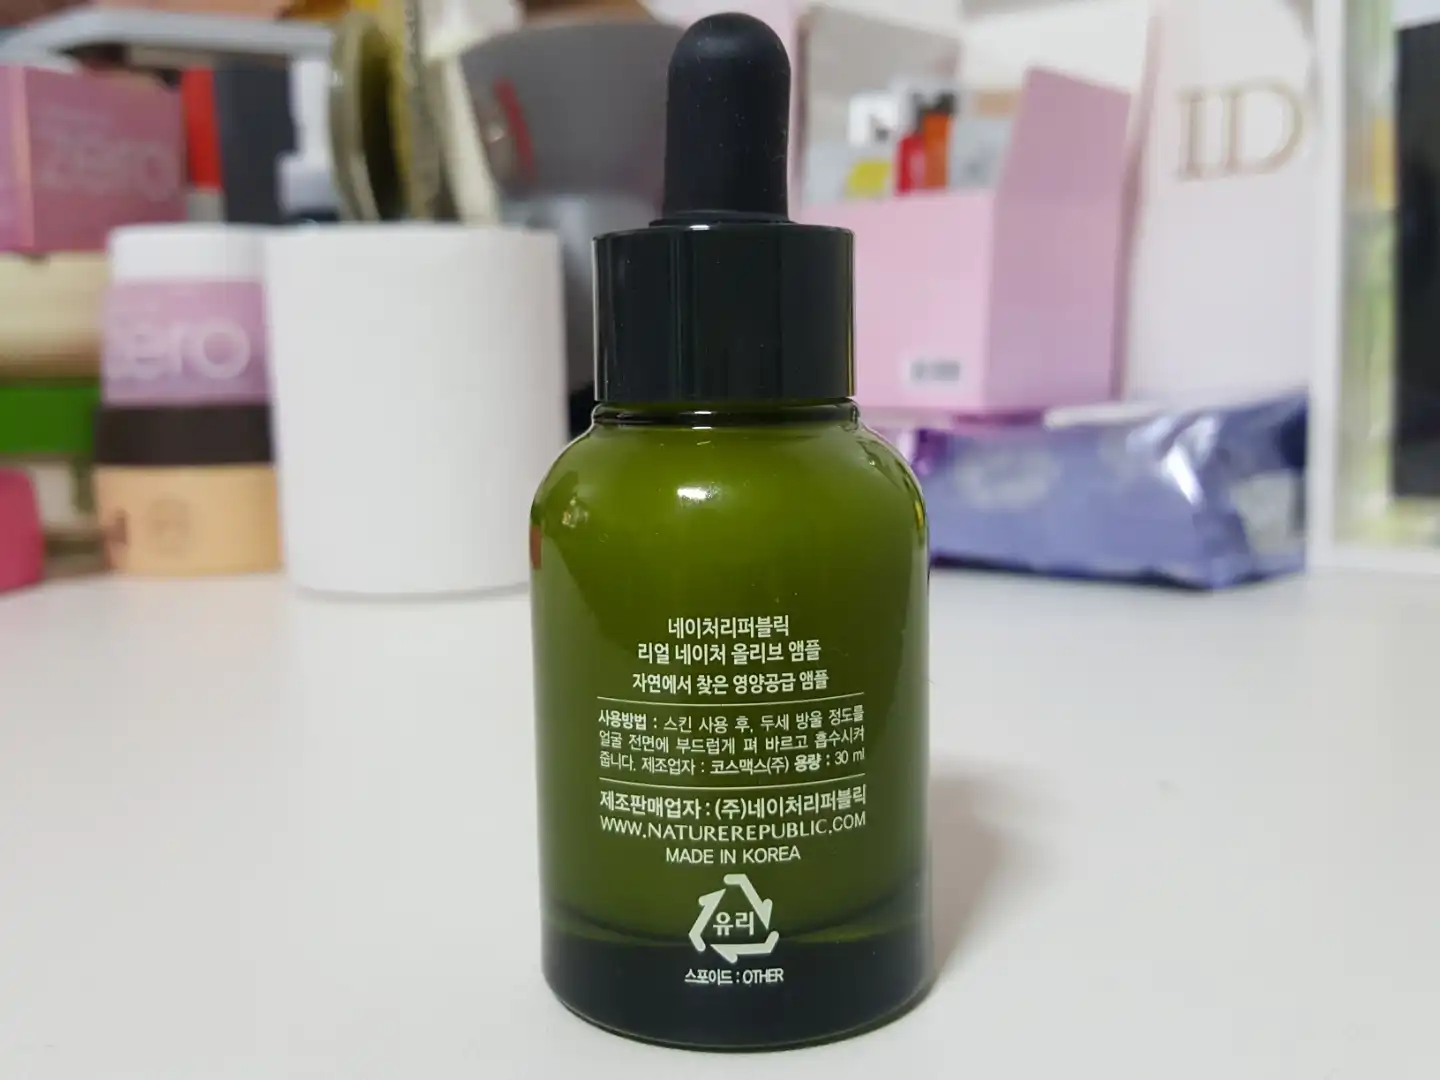 zero
zero
ID
네이처리퍼블릭
리얼 네이처 올리브 앰플
자연에서 찾은 영양공급 앰플
사용방법 : 스킨 사용 후, 두세 방울 정도를
얼굴 전면에 부드럽게 펴 바르고 흡수시켜
줍니다. 제조업자 : 코스맥스(주) 용량 : 30 ml
제조판매업자 : (주)네이처리퍼블릭
WWW.NATUREREPUBLIC.COM
MADE IN KOREA
유리
스포이드 : OTHER